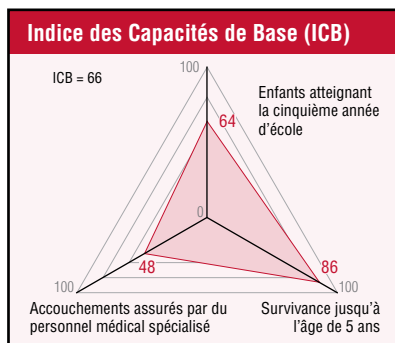 Indice des Capacités de Base (ICB)
100
ICB = 66
Enfants atteignant
la cinquième année
d'école
64
0
48
86
100
100
Accouchements assurés par du
personnel médical spécialisé
Survivance jusqu'à
l'âge de 5 ans